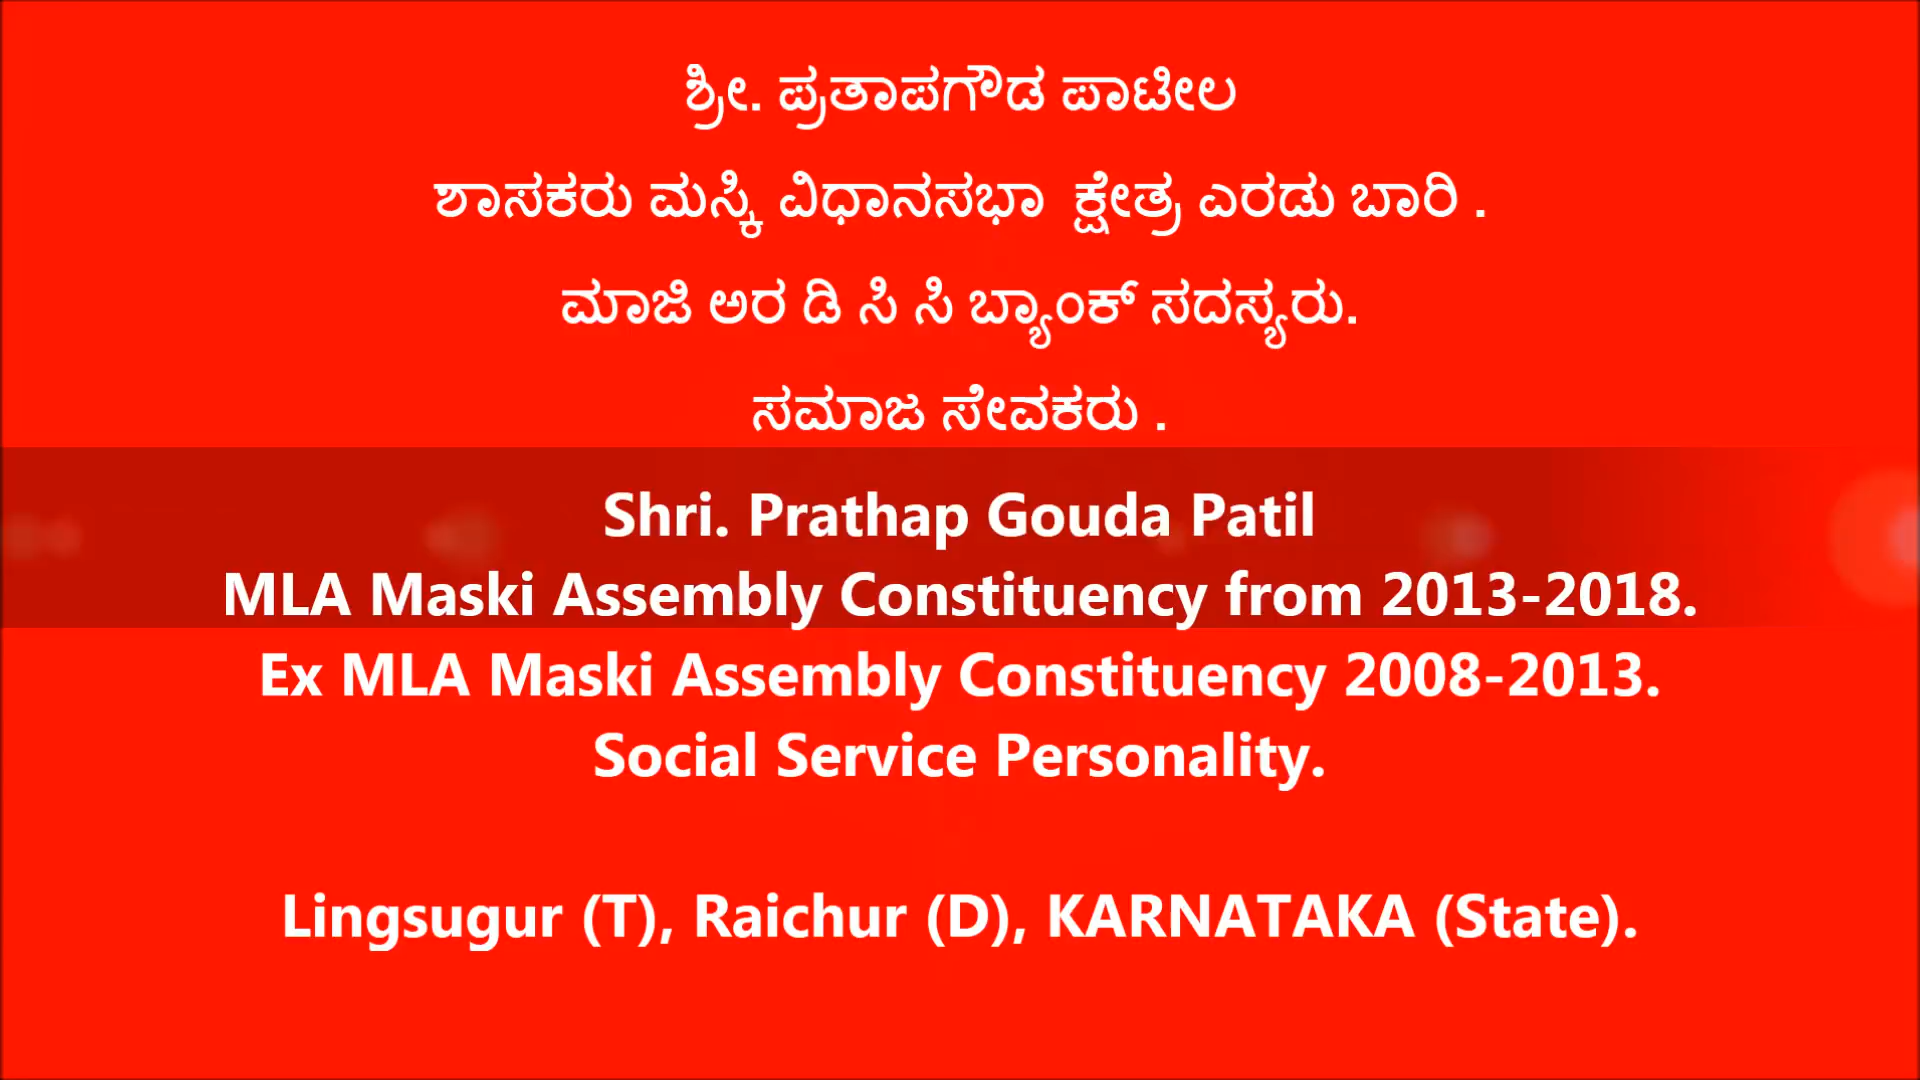 ಶ್ರೀ. ಪ್ರತಾಪಗೌಡ ಪಾಟೀಲ
ಶಾಸಕರು ಮಸ್ಕಿ ವಿಧಾನಸಭಾ ಕ್ಷೇತ್ರ ಎರಡು ಬಾರಿ .
ಮಾಜಿ ಅರ ಡಿ ಸಿ ಸಿ ಬ್ಯಾಂಕ್ ಸದಸ್ಯರು.
ಸಮಾಜ ಸೇವಕರು .
Shri. Prathap Gouda Patil
MLA Maski Assembly Constituency from 2013-2018.
Ex MLA Maski Assembly Constituency 2008-2013.
Social Service Personality.
Lingsugur (T), Raichur (D), KARNATAKA (State).